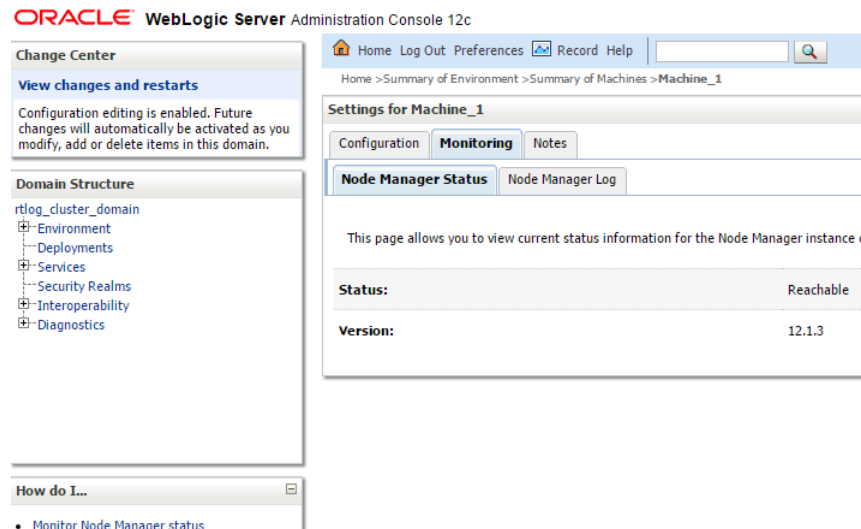 ORACLE WebLogic Server Administration Console 12c
Change Center
View changes and restarts
Configuration editing is enabled. Future
changes will automatically be activated as you
modify, add or delete items in this domain.
Domain Structure
rtlog_cluster_domain
Environment
Deployments
Services
Security Realms
Interoperability
Diagnostics
How do I...
Monitor Node Manager status
Home Log Out Preferences Record Help
Home >Summary of Environment >Summary of Machines >Machine_1
Settings for Machine_1
Configuration Monitoring Notes
Node Manager Status Node Manager Log
This page allows you to view current status information for the Node Manager instance
Status: Reachable
Version: 12.1.3